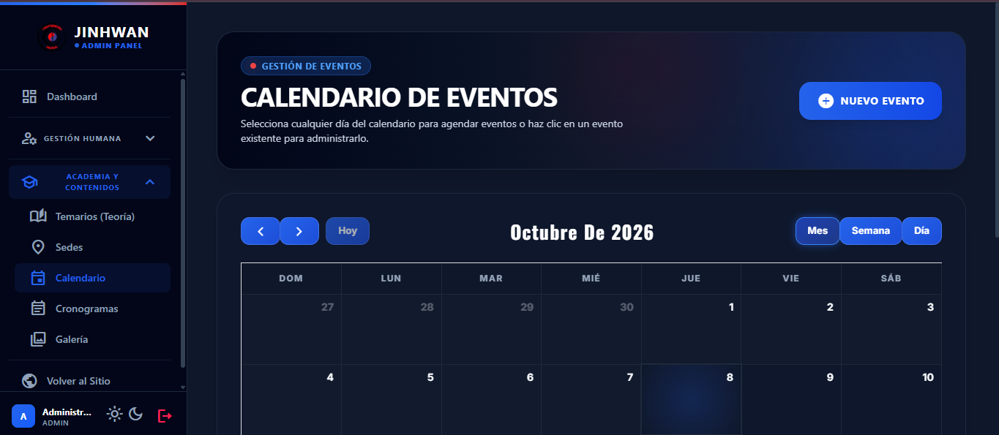 JINHWAN
ADMIN PANEL
Dashboard
GESTIÓN HUMANA
ACADEMIA Y
CONTENIDOS
Temarios (Teoría)
Sedes
Calendario
Cronogramas
Galería
Volver al Sitio
A
Administr...
ADMIN
GESTIÓN DE EVENTOS
CALENDARIO DE EVENTOS
Selecciona cualquier día del calendario para agendar eventos o haz clic en un evento
existente para administrarlo.
NUEVO EVENTO
Hoy
Octubre De 2026
Mes Semana Día
DOM LUN MAR MIÉ JUE VIE SÁB
27 28 29 30 1 2 3
4 5 6 7 8 9 10